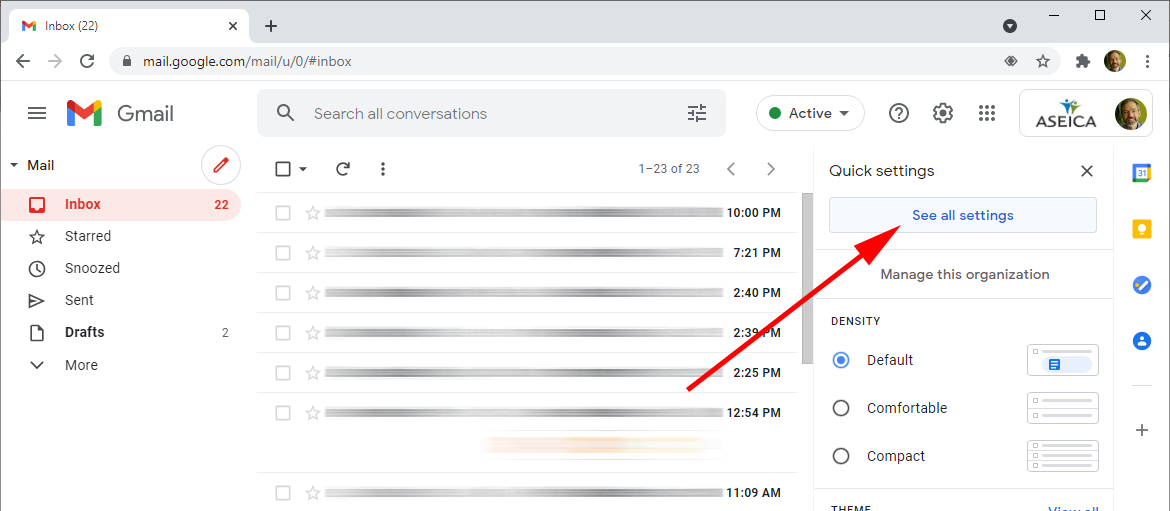 Inbox (22)
mail.google.com/mail/u/0/#inbox
Gmail
Search all conversations
Active
ASEICA
Mail
1–23 of 23
Quick settings
Inbox 22
10:00 PM
See all settings
Starred
7:21 PM
Snoozed
2:40 PM
Manage this organization
Sent
2:39 PM
DENSITY
Drafts 2
2:25 PM
Default
More
12:54 PM
Comfortable
Compact
11:09 AM
THEME View all
31